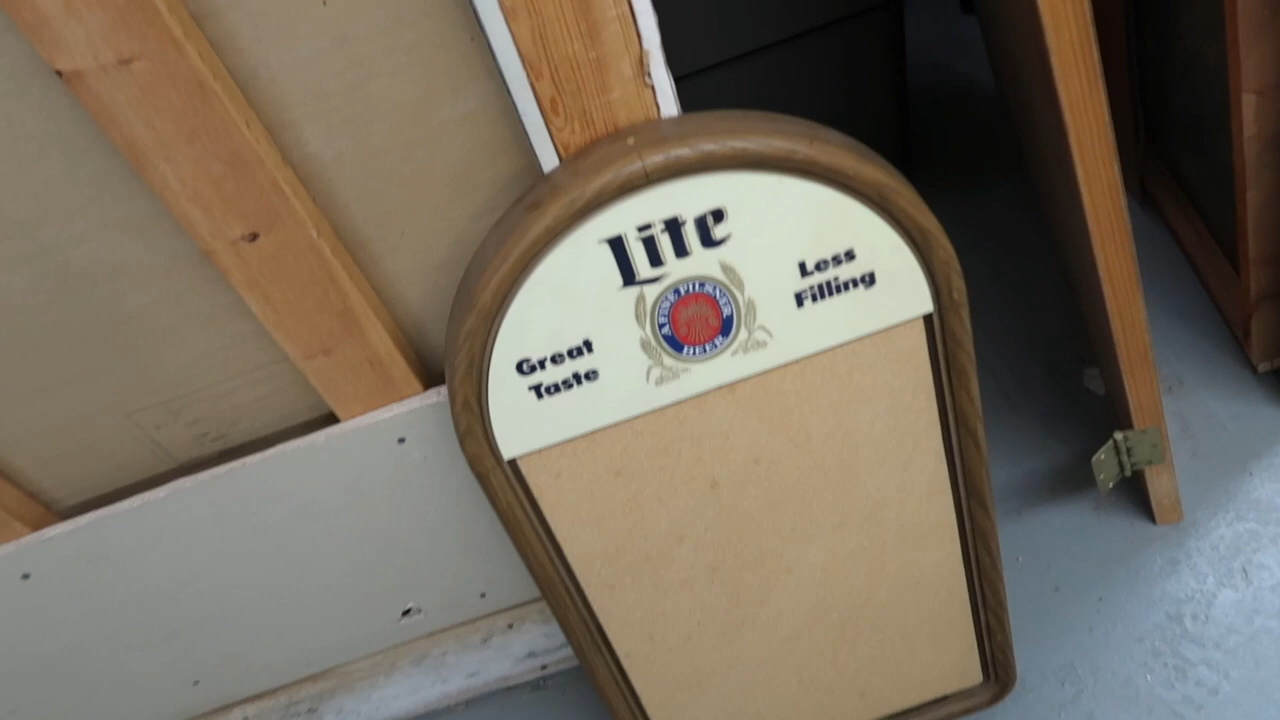 Lite
A FINE PILSNER
BEER
Great
Taste
Less
Filling